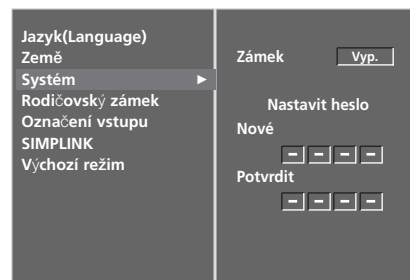 Jazyk(Language)
Země
Systém ►
Rodičovský zámek
Označení vstupu
SIMPLINK
Výchozí režim
Zámek Vyp.
Nastavit heslo
Nové
– – – –
Potvrdit
– – – –